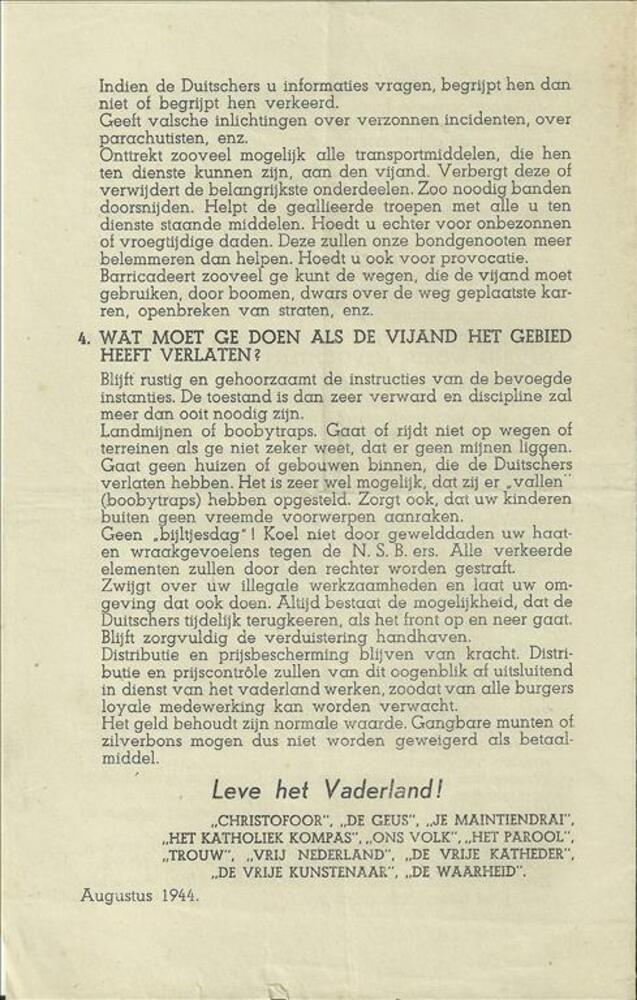 Indien de Duitschers u informaties vragen, begrijpt hen dan
niet of begrijpt hen verkeerd.
Geeft valsche inlichtingen over verzonnen incidenten, over
parachutisten, enz.
Onttrekt zooveel mogelijk alle transportmiddelen, die hen
ten dienste kunnen zijn, aan den vijand. Verbergt deze of
verwijdert de belangrijkste onderdeelen. Zoo noodig banden
doorsnijden. Helpt de geallieerde troepen met alle u ten
dienste staande middelen. Hoedt u echter voor onbezonnen
of vroegtijdige daden. Deze zullen onze bondgenooten meer
belemmeren dan helpen. Hoedt u ook voor provocatie.
Barricadeert zooveel ge kunt de wegen, die de vijand moet
gebruiken, door boomen, dwars over de weg geplaatste kar-
ren, openbreken van straten, enz.
4. WAT MOET GE DOEN ALS DE VIJAND HET GEBIED
HEEFT VERLATEN?
Blijft rustig en gehoorzaamt de instructies van de bevoegde
instanties. De toestand is dan zeer verward en discipline zal
meer dan ooit noodig zijn.
Landmijnen of boobytraps. Gaat of rijdt niet op wegen of
terreinen als ge niet zeker weet, dat er geen mijnen liggen.
Gaat geen huizen of gebouwen binnen, die de Duitschers
verlaten hebben. Het is zeer wel mogelijk, dat zij er „vallen"
(boobytraps) hebben opgesteld. Zorgt ook, dat uw kinderen
buiten geen vreemde voorwerpen aanraken.
Geen „bijltjesdag"! Koel niet door gewelddaden uw haat-
en wraakgevoelens tegen de N. S. B. ers. Alle verkeerde
elementen zullen door den rechter worden gestraft.
Zwijgt over uw illegale werkzaamheden en laat uw om-
geving dat ook doen. Altijd bestaat de mogelijkheid, dat de
Duitschers tijdelijk terugkeeren, als het front op en neer gaat.
Blijft zorgvuldig de verduistering handhaven.
Distributie en prijsbescherming blijven van kracht. Distri-
butie en prijscontrôle zullen van dit oogenblik af uitsluitend
in dienst van het vaderland werken, zoodat van alle burgers
loyale medewerking kan worden verwacht.
Het geld behoudt zijn normale waarde. Gangbare munten of
zilverbons mogen dus niet worden geweigerd als betaal-
middel.
Leve het Vaderland!
„CHRISTOFOOR", „DE GEUS", „JE MAINTIENDRAI",
„HET KATHOLIEK KOMPAS", „ONS VOLK", „HET PAROOL",
„TROUW", „VRIJ NEDERLAND", „DE VRIJE KATHEDER",
„DE VRIJE KUNSTENAAR", „DE WAARHEID".
Augustus 1944.